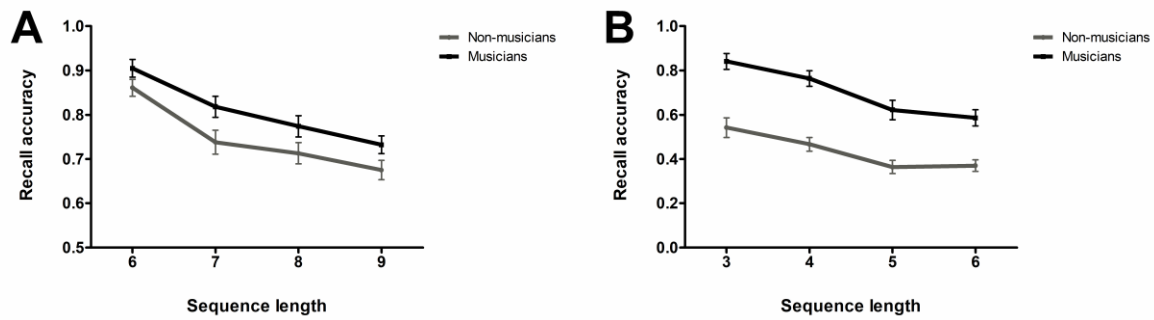 A
1.0
0.9
0.8
0.7
0.6
0.5
Recall accuracy
6 7 8 9
Sequence length
Non-musicians
Musicians
B
1.0
0.8
0.6
0.4
0.2
0.0
Recall accuracy
3 4 5 6
Sequence length
Non-musicians
Musicians